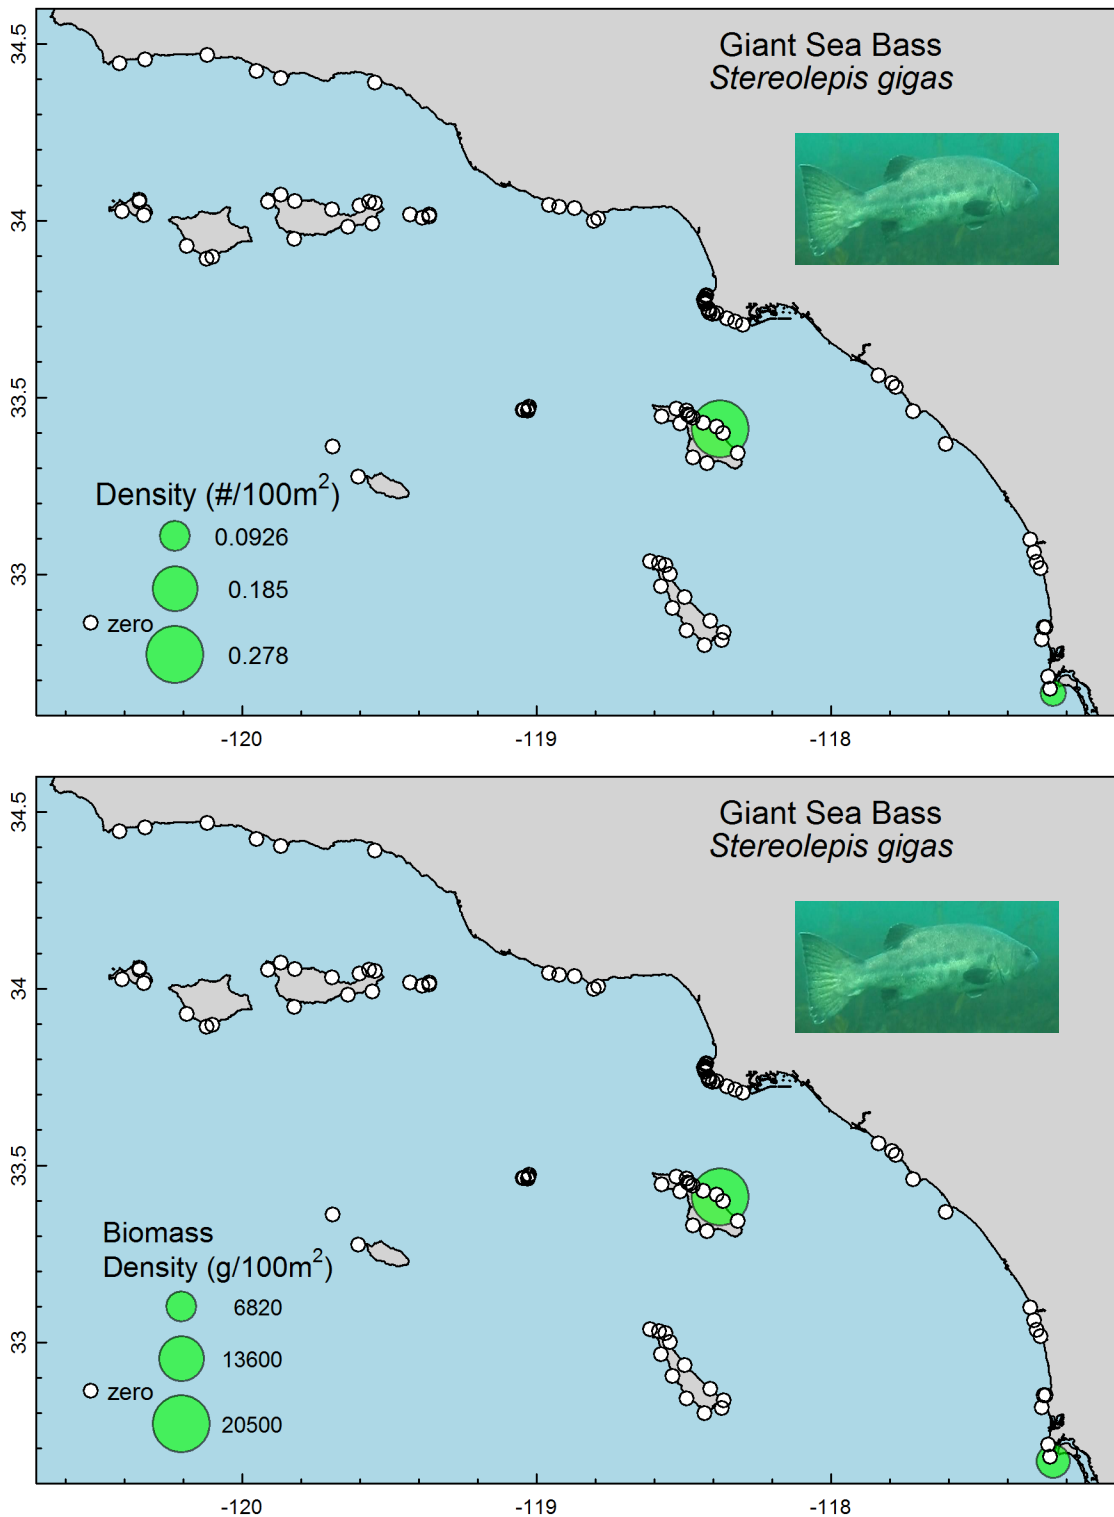 Giant Sea Bass
Stereolepis gigas
34.5
34
33.5
33
Density (#/100m²)
0.0926
0.185
zero
0.278
-120
-119
-118
Giant Sea Bass
Stereolepis gigas
34.5
34
33.5
33
Biomass
Density (g/100m²)
6820
13600
zero
20500
-120
-119
-118